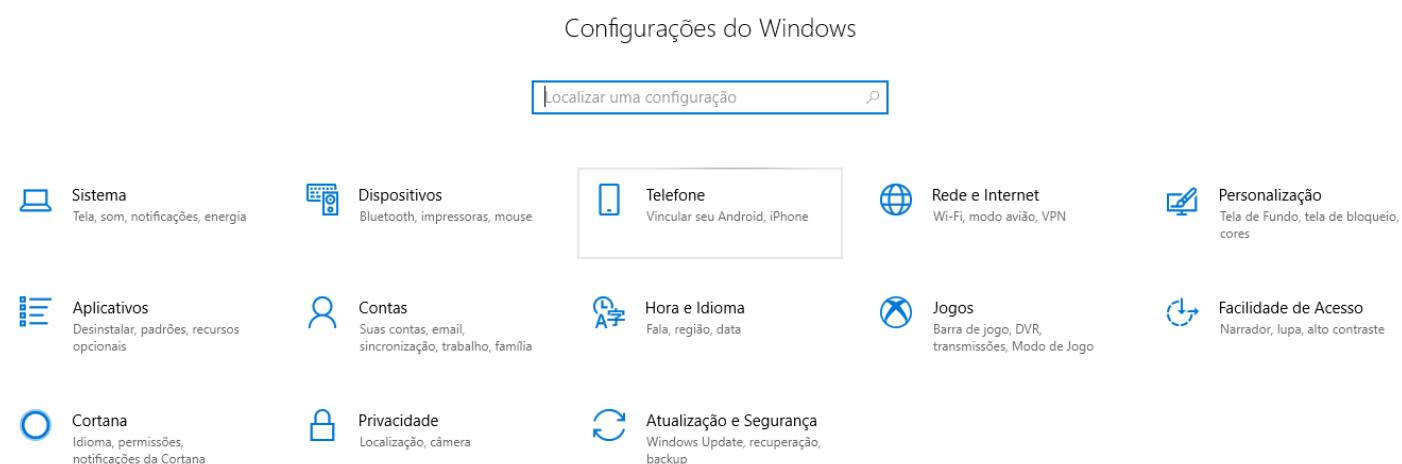 Configurações do Windows
Localizar uma configuração
Sistema
Tela, som, notificações, energia
Dispositivos
Bluetooth, impressoras, mouse
Telefone
Vincular seu Android, iPhone
Rede e Internet
Wi-Fi, modo avião, VPN
Personalização
Tela de Fundo, tela de bloqueio,
cores
Aplicativos
Desinstalar, padrões, recursos
opcionais
Contas
Suas contas, email,
sincronização, trabalho, família
Hora e Idioma
Fala, região, data
Jogos
Barra de jogo, DVR,
transmissões, Modo de Jogo
Facilidade de Acesso
Narrador, lupa, alto contraste
Cortana
Idioma, permissões,
notificações da Cortana
Privacidade
Localização, câmera
Atualização e Segurança
Windows Update, recuperação,
backup